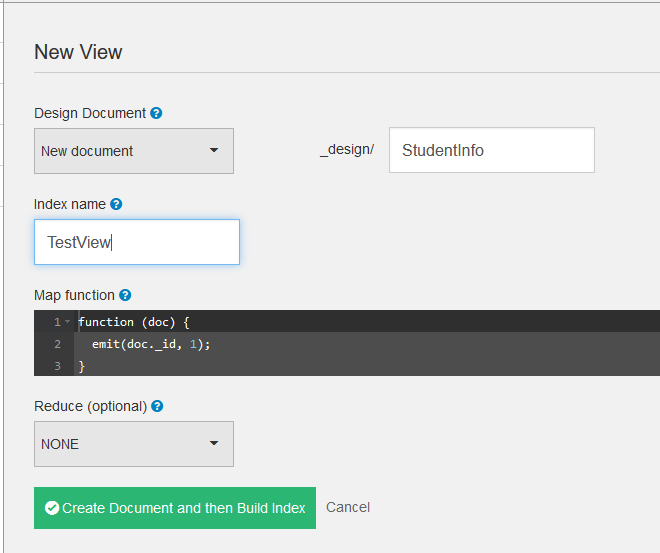 New View
Design Document
New document
_design/ StudentInfo
Index name
TestView
Map function
1 function (doc) {
2 emit(doc._id, 1);
3 }
Reduce (optional)
NONE
Create Document and then Build Index Cancel